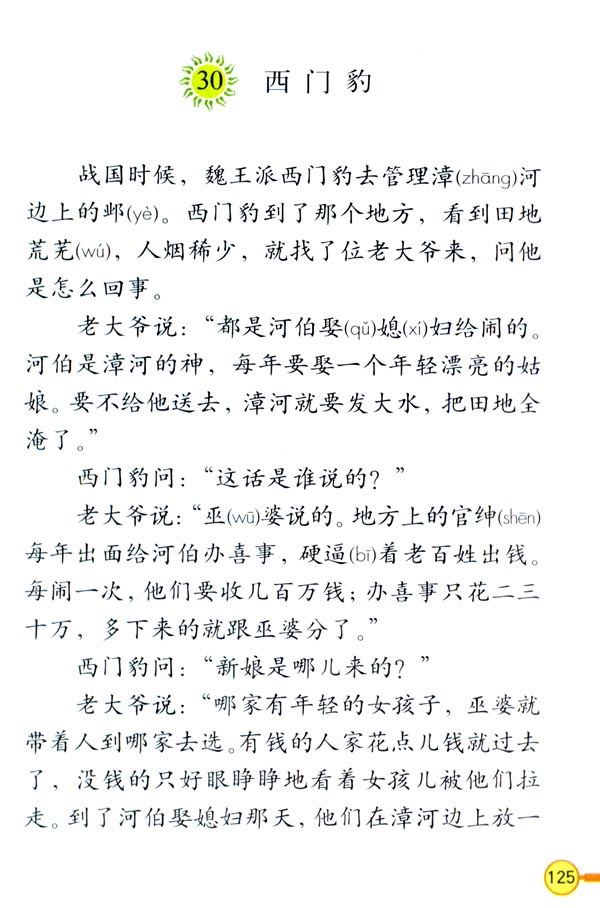 30 西门豹
战国时候，魏王派西门豹去管理漳(zhāng)河
边上的邺(yè)。西门豹到了那个地方，看到田地
荒芜(wú)，人烟稀少，就找了位老大爷来，问他
是怎么回事。
老大爷说：“都是河伯娶(qǔ)媳(xí)妇给闹的。
河伯是漳河的神，每年要娶一个年轻漂亮的姑
娘。要不给他送去，漳河就要发大水，把田地全
淹了。”
西门豹问：“这话是谁说的？”
老大爷说：“巫(wū)婆说的。地方上的官绅(shēn)
每年出面给河伯办喜事，硬逼(bī)着老百姓出钱。
每闹一次，他们要收几百万钱；办喜事只花二三
十万，多下来的就跟巫婆分了。”
西门豹问：“新娘是哪儿来的？”
老大爷说：“哪家有年轻的女孩子，巫婆就
带着人到哪家去选。有钱的人家花点儿钱就过去
了，没钱的只好眼睁睁地看着女孩儿被他们拉
走。到了河伯娶媳妇那天，他们在漳河边上放一
125